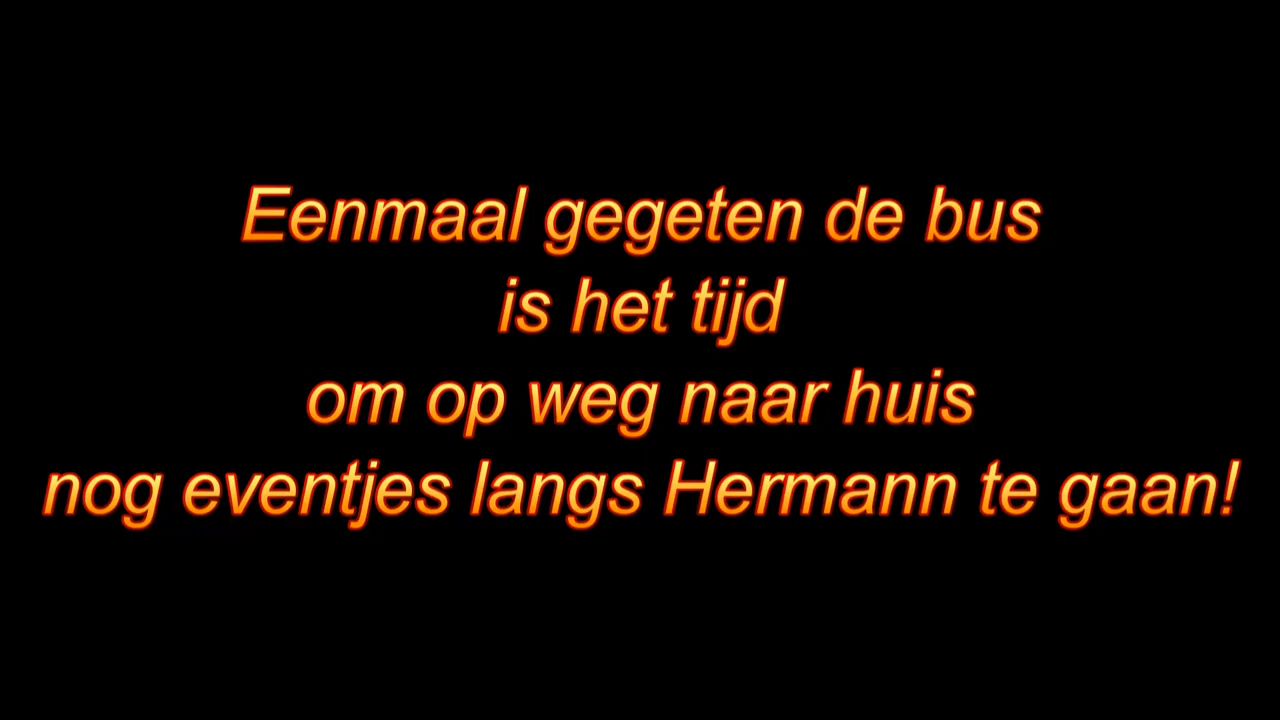 Eenmaal gegeten de bus
is het tijd
om op weg naar huis
nog eventjes langs Hermann te gaan!